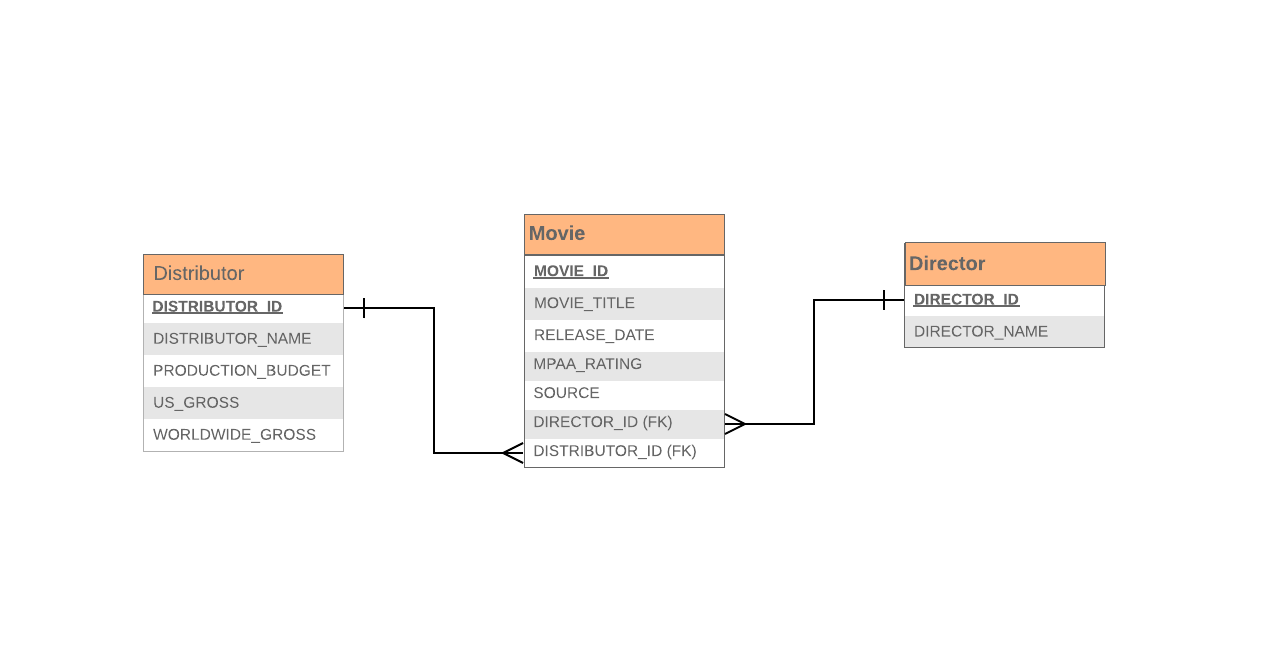 Distributor
DISTRIBUTOR_ID
DISTRIBUTOR_NAME
PRODUCTION_BUDGET
US_GROSS
WORLDWIDE_GROSS
Movie
MOVIE_ID
MOVIE_TITLE
RELEASE_DATE
MPAA_RATING
SOURCE
DIRECTOR_ID (FK)
DISTRIBUTOR_ID (FK)
Director
DIRECTOR_ID
DIRECTOR_NAME